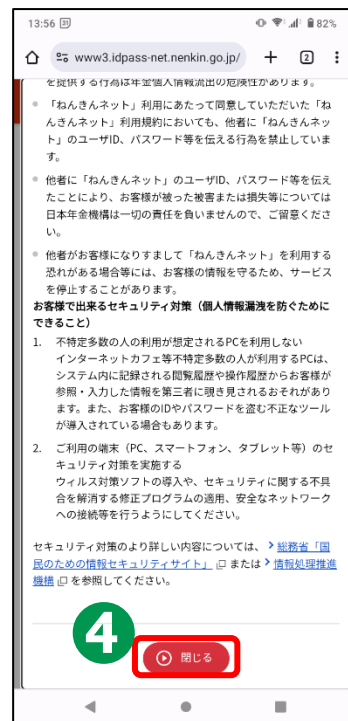 13:56 31 82%
www3.idpass-net.nenkin.go.jp/ 2
を提供する行為は年金個人情報流出の危険性があります。
「ねんきんネット」利用にあたって同意していただいた「ね
んきんネット」利用規約においても、他者に「ねんきんネッ
ト」のユーザID、パスワード等を伝える行為を禁止していま
す。
他者に「ねんきんネット」のユーザID、パスワード等を伝え
たことにより、お客様が被った被害または損失等については
日本年金機構は一切の責任を負いませんので、ご留意くださ
い。
他者がお客様になりすまして「ねんきんネット」を利用する
恐れがある場合等には、お客様の情報を守るため、サービス
を停止することがあります。
お客様で出来るセキュリティ対策（個人情報漏洩を防ぐために
できること）
1. 不特定多数の人の利用が想定されるPCを利用しない
インターネットカフェ等不特定多数の人が利用するPCは、
システム内に記録される閲覧履歴や操作履歴からお客様が
参照・入力した情報を第三者に覗き見されるおそれがあり
ます。また、お客様のIDやパスワードを盗む不正なツール
が導入されている場合もあります。
2. ご利用の端末（PC、スマートフォン、タブレット等）のセ
キュリティ対策を実施する
ウィルス対策ソフトの導入や、セキュリティに関する不具
合を解消する修正プログラムの適用、安全なネットワーク
への接続等を行うようにしてください。
セキュリティ対策のより詳しい内容については、総務省「国
民のための情報セキュリティサイト」または情報処理推進
機構を参照してください。
4
閉じる